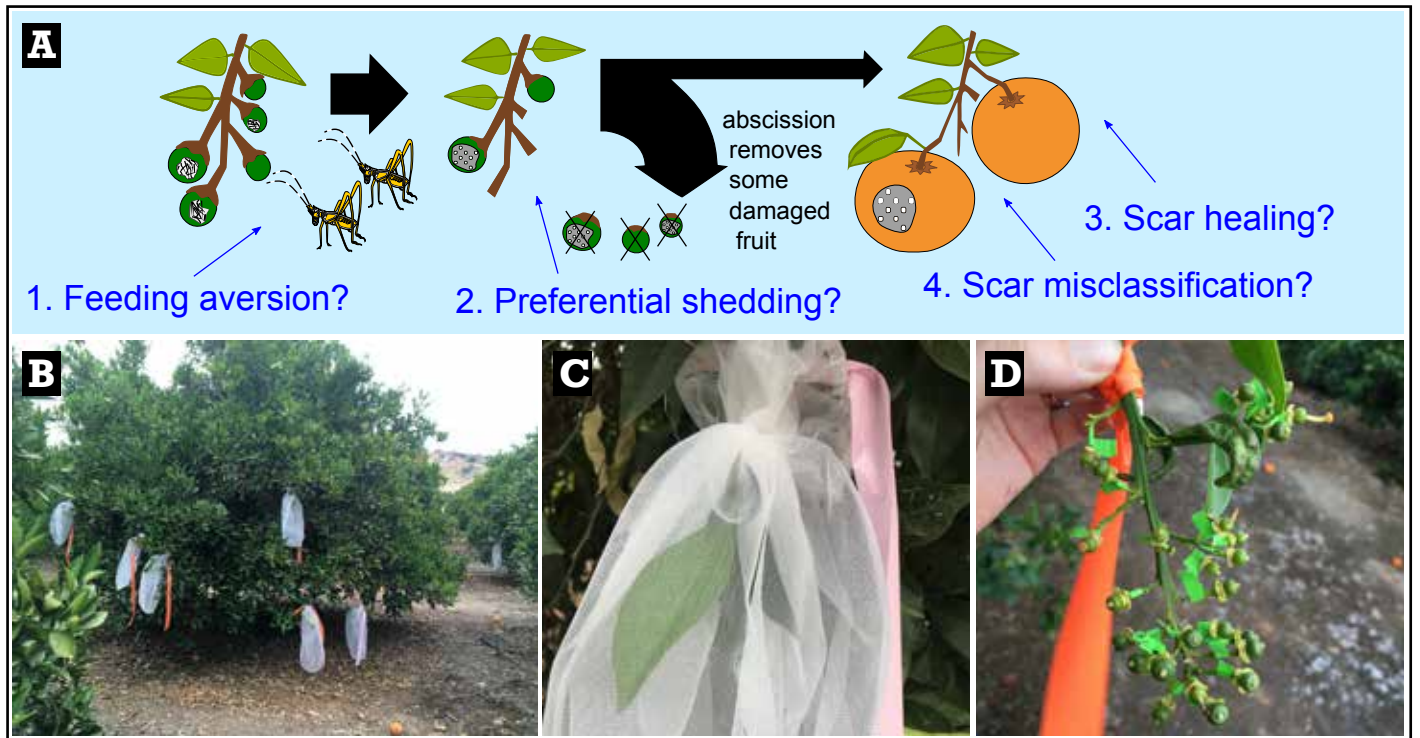 A
abscission
removes
some
damaged
fruit
1. Feeding aversion?
2. Preferential shedding?
3. Scar healing?
4. Scar misclassification?
B
C
D